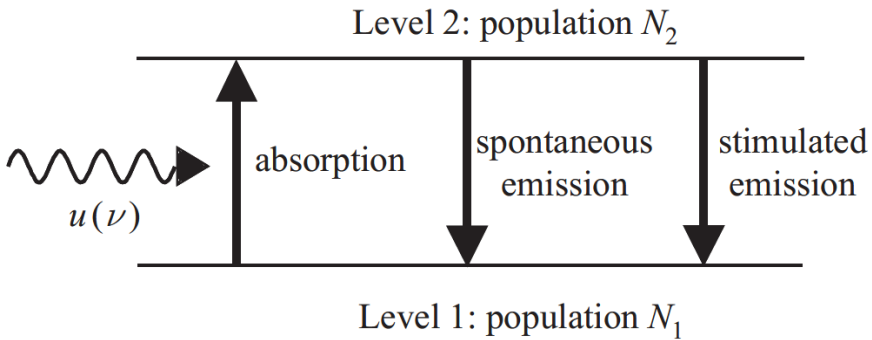 Level 2: population N₂
absorption
spontaneous
emission
stimulated
emission
u(ν)
Level 1: population N₁